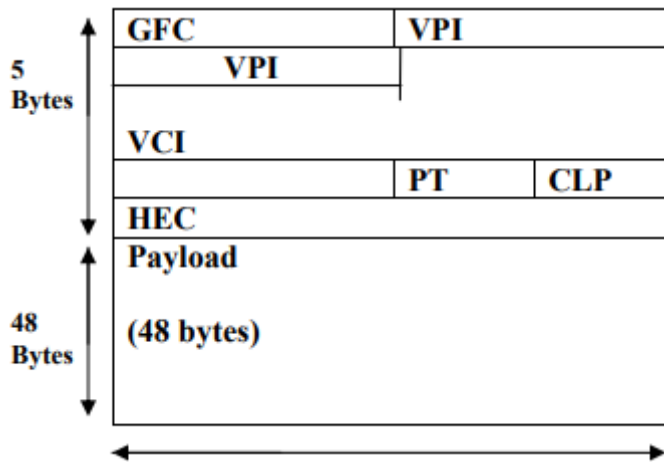 GFC VPI
5
Bytes
VPI
VCI
PT CLP
HEC
Payload
(48 bytes)
48
Bytes